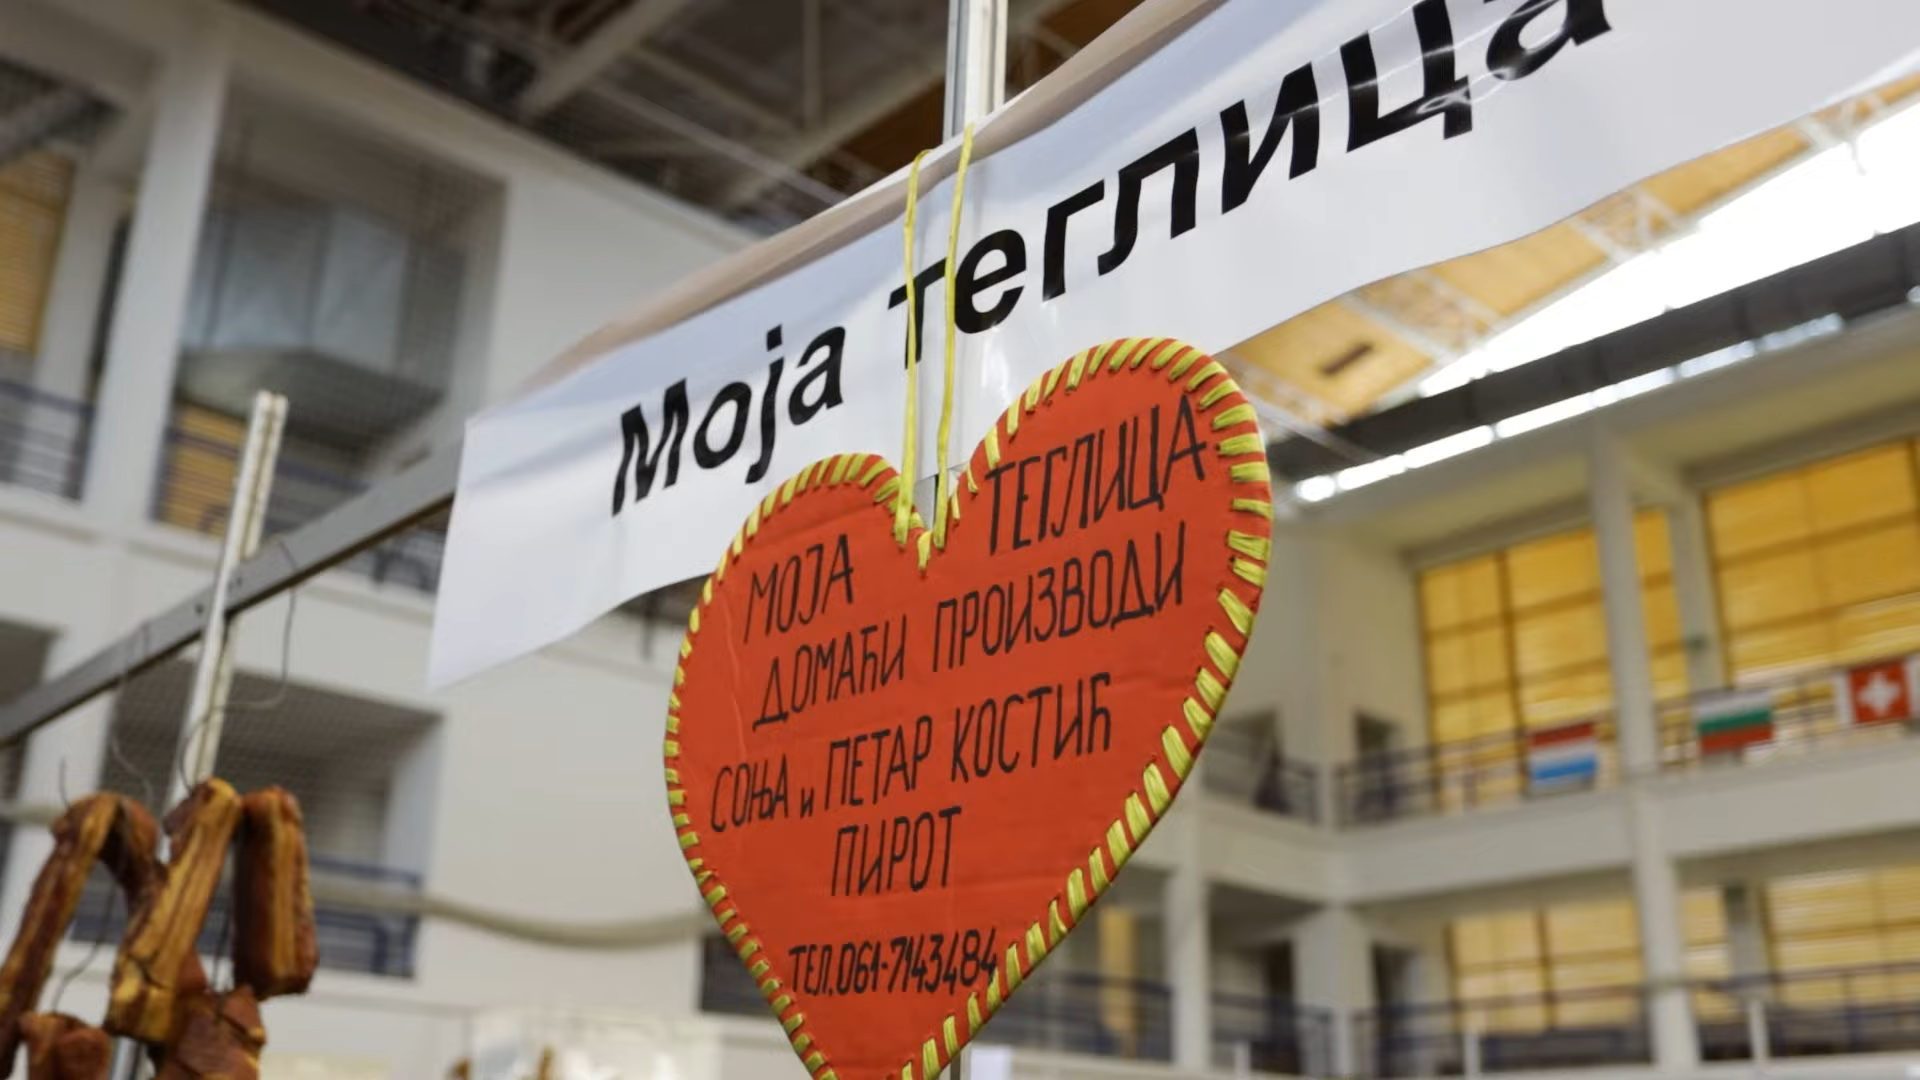 Моја теглица
МОЈА ТЕГЛИЦА
ДОМАЋИ ПРОИЗВОДИ
СОЊА и ПЕТАР КОСТИЋ
ПИРОТ
ТЕЛ.061-7143484